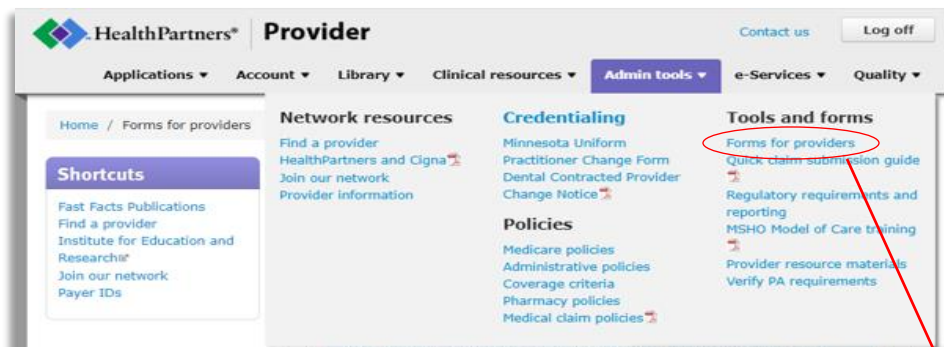 HealthPartners® Provider
Contact us
Log off
Applications ▾ Account ▾ Library ▾ Clinical resources ▾ Admin tools ▾ e-Services ▾ Quality ▾
Home / Forms for providers
Shortcuts
Fast Facts Publications
Find a provider
Institute for Education and
Research
Join our network
Payer IDs
Network resources
Find a provider
HealthPartners and Cigna
Join our network
Provider information
Credentialing
Minnesota Uniform
Practitioner Change Form
Dental Contracted Provider
Change Notice
Policies
Medicare policies
Administrative policies
Coverage criteria
Pharmacy policies
Medical claim policies
Tools and forms
Forms for providers
Quick claim submission guide
Regulatory requirements and
reporting
MSHO Model of Care training
Provider resource materials
Verify PA requirements